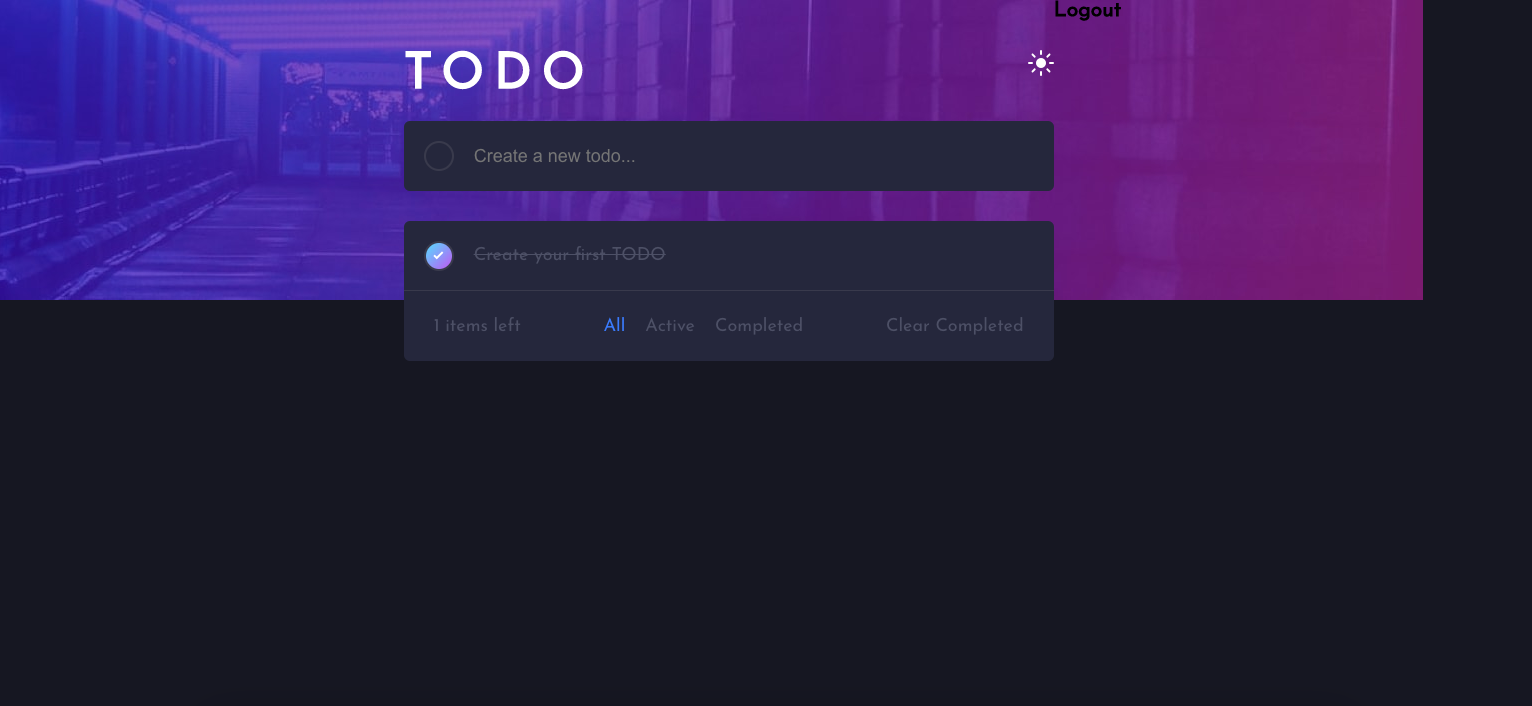 Logout
TODO
Create a new todo...
Create your first TODO
1 items left All Active Completed Clear Completed